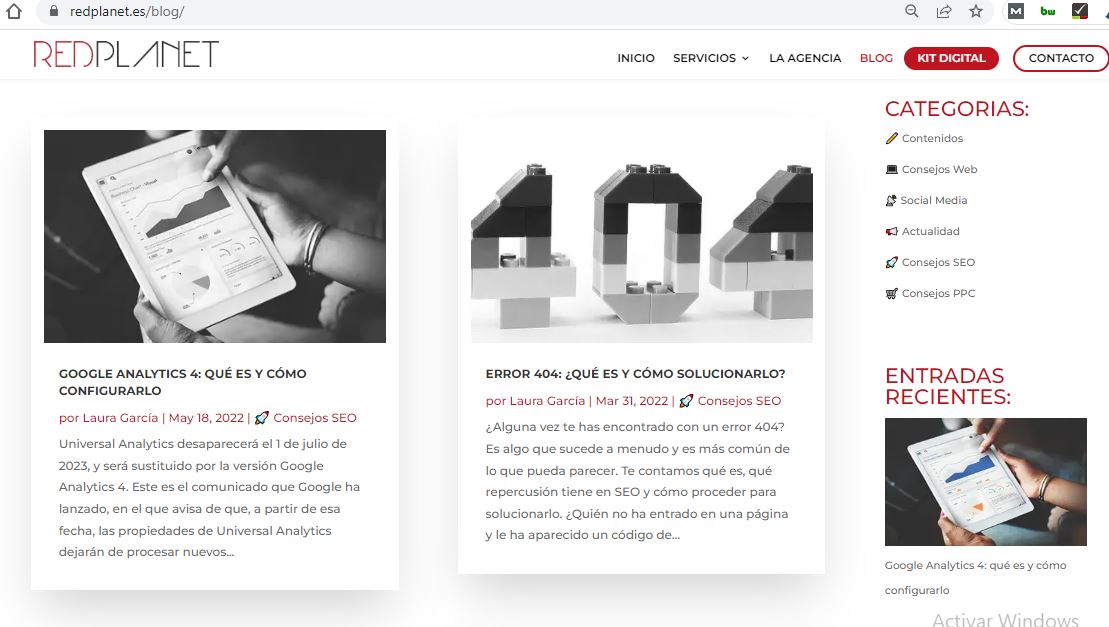 redplanet.es/blog/
REDPLANET
INICIO SERVICIOS LA AGENCIA BLOG KIT DIGITAL CONTACTO
GOOGLE ANALYTICS 4: QUÉ ES Y CÓMO
CONFIGURARLO
por Laura García | May 18, 2022 | 🚀 Consejos SEO
Universal Analytics desaparecerá el 1 de julio de
2023, y será sustituido por la versión Google
Analytics 4. Este es el comunicado que Google ha
lanzado, en el que avisa de que, a partir de esa
fecha, las propiedades de Universal Analytics
dejarán de procesar nuevos...
404
ERROR 404: ¿QUÉ ES Y CÓMO SOLUCIONARLO?
por Laura García | Mar 31, 2022 | 🚀 Consejos SEO
¿Alguna vez te has encontrado con un error 404?
Es algo que sucede a menudo y es más común de
lo que pueda parecer. Te contamos qué es, qué
repercusión tiene en SEO y cómo proceder para
solucionarlo. ¿Quién no ha entrado en una página
y le ha aparecido un código de...
CATEGORIAS:
Contenidos
Consejos Web
Social Media
Actualidad
Consejos SEO
Consejos PPC
ENTRADAS
RECIENTES:
Google Analytics 4: qué es y cómo
configurarlo
Activar Windows